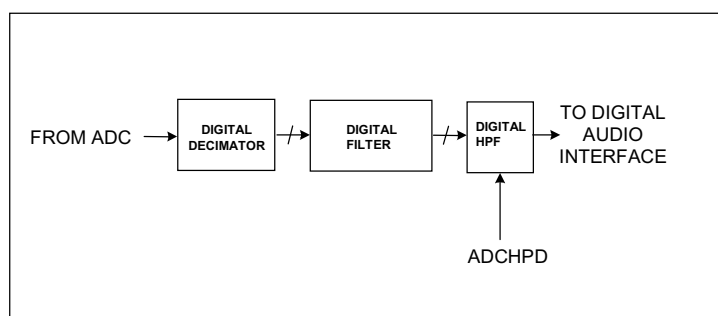 FROM ADC
DIGITAL
DECIMATOR
DIGITAL
FILTER
DIGITAL
HPF
TO DIGITAL
AUDIO
INTERFACE
ADCHPD